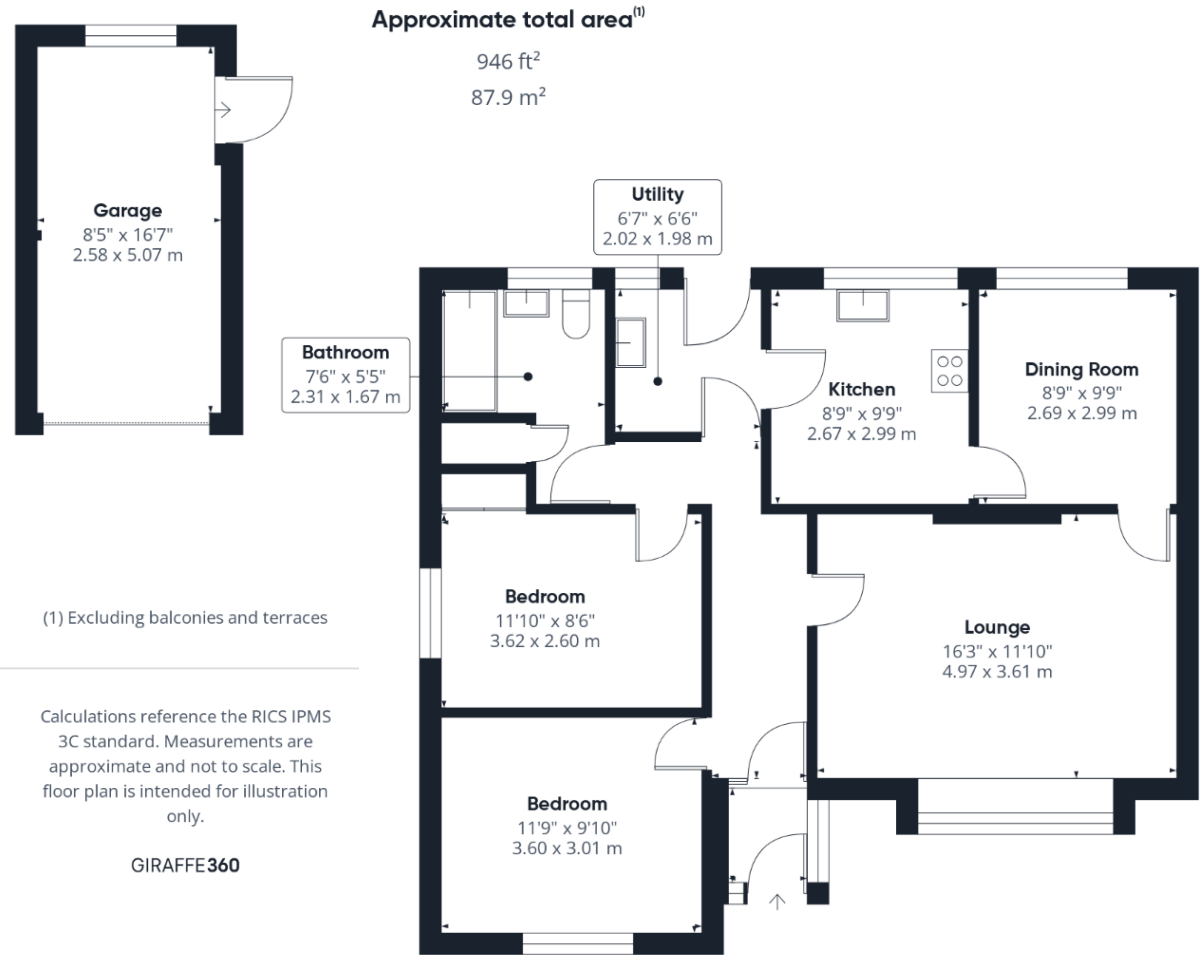 Approximate total area(1)
946 ft²
87.9 m²
Garage
8'5" x 16'7"
2.58 x 5.07 m
Utility
6'7" x 6'6"
2.02 x 1.98 m
Bathroom
7'6" x 5'5"
2.31 x 1.67 m
Kitchen
8'9" x 9'9"
2.67 x 2.99 m
Dining Room
8'9" x 9'9"
2.69 x 2.99 m
Bedroom
11'10" x 8'6"
3.62 x 2.60 m
Lounge
16'3" x 11'10"
4.97 x 3.61 m
Bedroom
11'9" x 9'10"
3.60 x 3.01 m
(1) Excluding balconies and terraces
Calculations reference the RICS IPMS
3C standard. Measurements are
approximate and not to scale. This
floor plan is intended for illustration
only.
GIRAFFE360